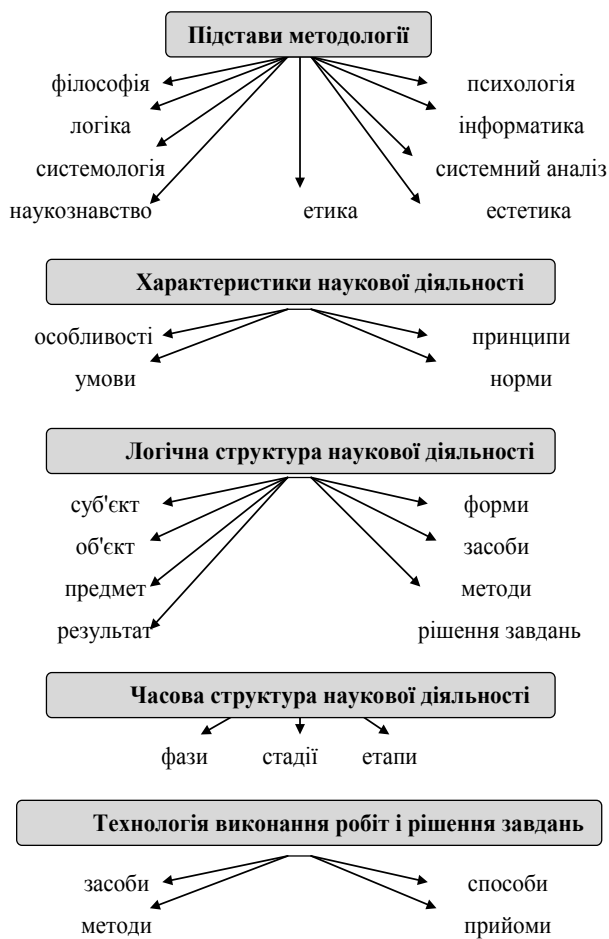 Підстави методології
філософія психологія
логіка інформатика
системологія системний аналіз
наукознавство етика естетика
Характеристики наукової діяльності
особливості принципи
умови норми
Логічна структура наукової діяльності
суб'єкт форми
об'єкт засоби
предмет методи
результат рішення завдань
Часова структура наукової діяльності
фази стадії етапи
Технологія виконання робіт і рішення завдань
засоби способи
методи прийоми